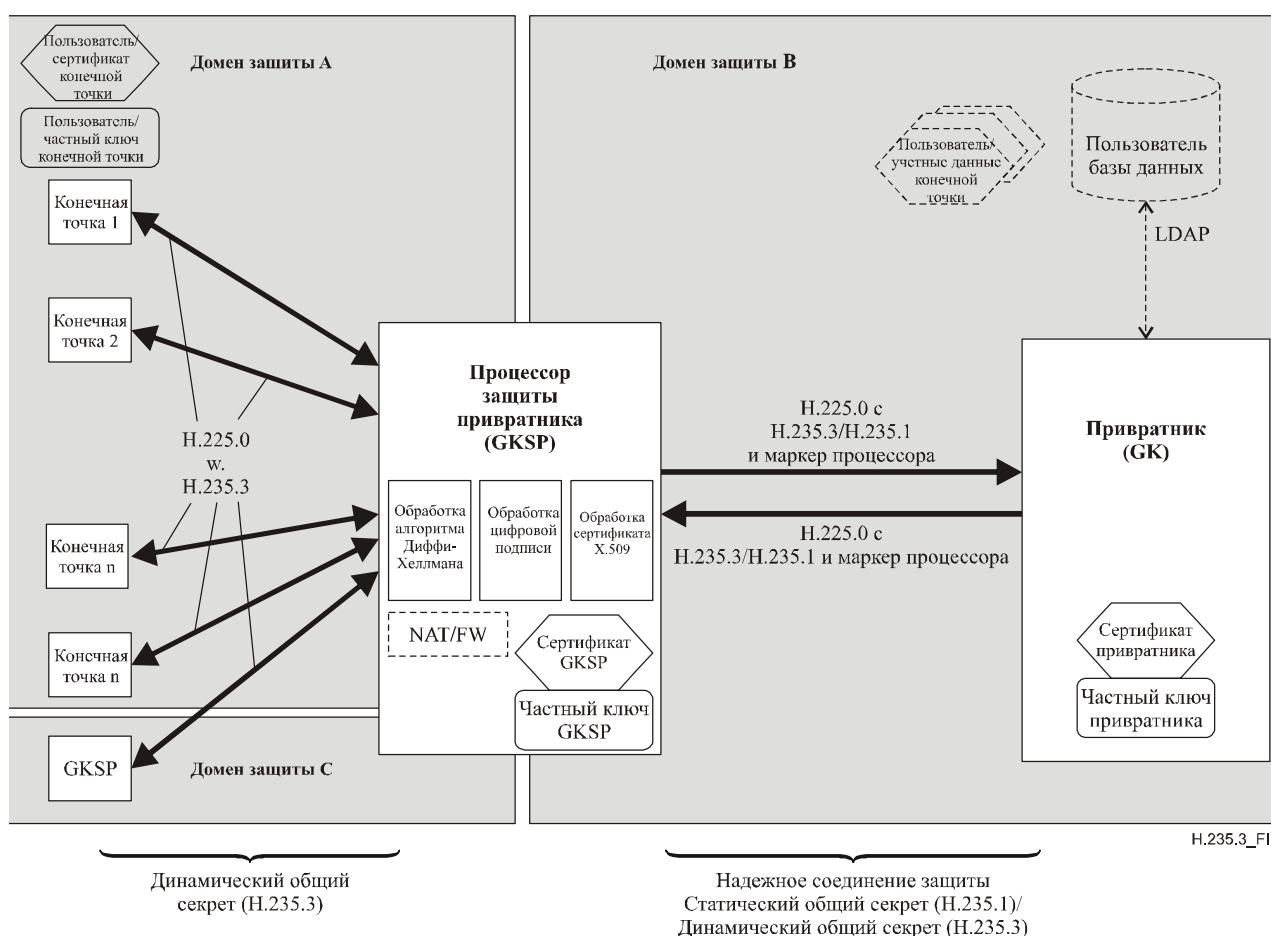 Пользователь/
сертификат
конечной
точки
Домен зашиты A
Пользователь/
частный ключ
конечной точки
Конечная
точка 1
Конечная
точка 2
H.225.0
w.
H.235.3
Конечная
точка n
Конечная
точка n
GKSP
Домен защиты C
Домен защиты B
Пользователь/
учетные данные
конечной
точки
Пользователь
базы данных
LDAP
Процессор
защиты
привратника
(GKSP)
Обработка
алгоритма
Диффи-
Хеллмана
Обработка
цифровой
подписи
Обработка
сертификата
X.509
NAT/FW
Сертификат
GKSP
Частный ключ
GKSP
H.225.0 с
H.235.3/H.235.1
и маркер процессора
H.225.0 с
H.235.3/H.235.1 и маркер процессора
Привратник
(GK)
Сертификат
привратника
Частный ключ
привратника
H.235.3_FI
Динамический общий
секрет (H.235.3)
Надежное соединение защиты
Статический общий секрет (H.235.1)/
Динамический общий секрет (H.235.3)